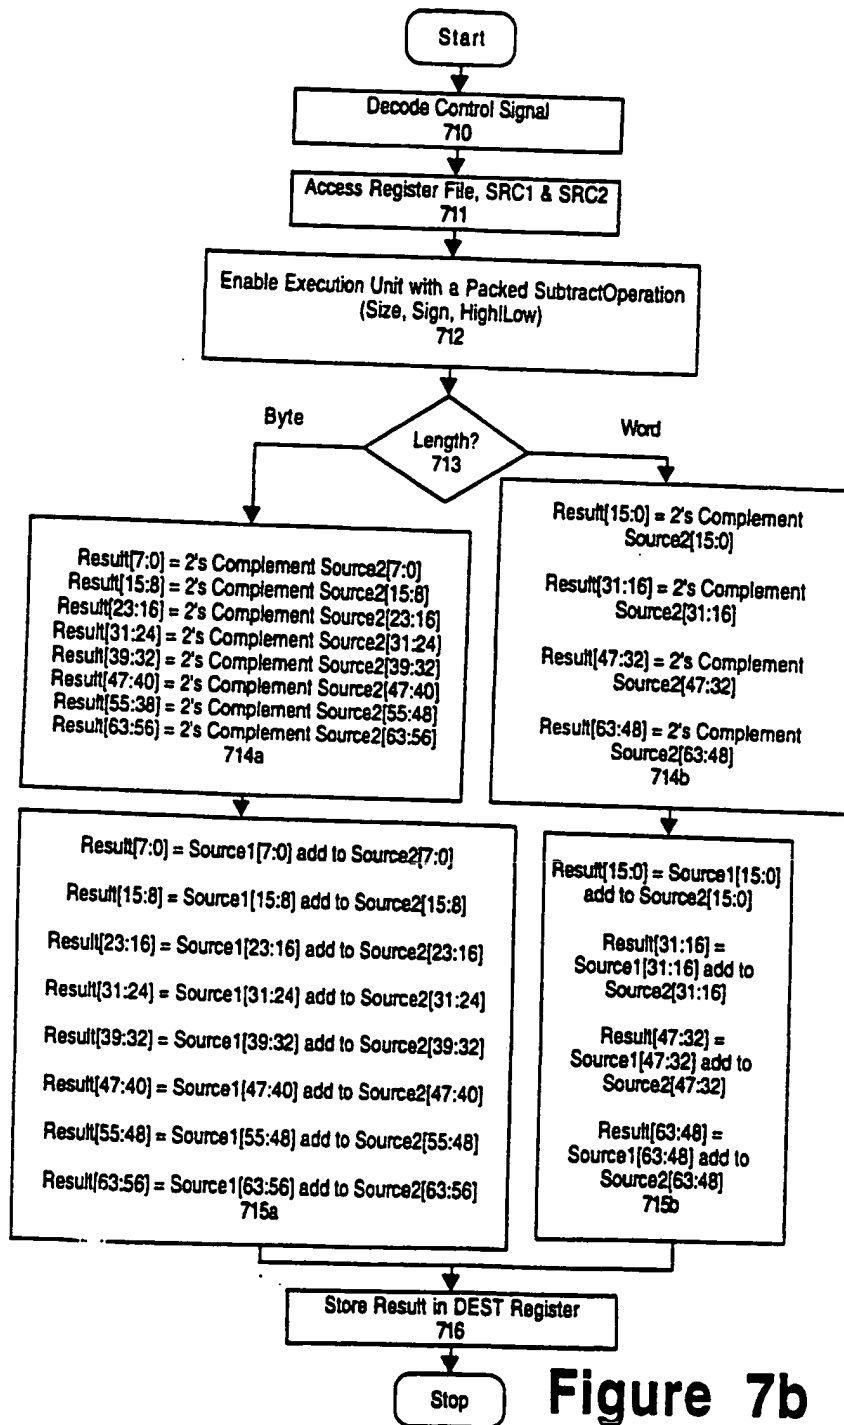 Start
Decode Control Signal
710
Access Register File, SRC1 & SRC2
711
Enable Execution Unit with a Packed SubtractOperation
(Size, Sign, High!Low)
712
Byte
Length?
713
Word
Result[7:0] = 2's Complement Source2[7:0]
Result[15:8] = 2's Complement Source2[15:8]
Result[23:16] = 2's Complement Source2[23:16]
Result[31:24] = 2's Complement Source2[31:24]
Result[39:32] = 2's Complement Source2[39:32]
Result[47:40] = 2's Complement Source2[47:40]
Result[55:38] = 2's Complement Source2[55:48]
Result[63:56] = 2's Complement Source2[63:56]
714a
Result[15:0] = 2's Complement
Source2[15:0]
Result[31:16] = 2's Complement
Source2[31:16]
Result[47:32] = 2's Complement
Source2[47:32]
Result[63:48] = 2's Complement
Source2[63:48]
714b
Result[7:0] = Source1[7:0] add to Source2[7:0]
Result[15:8] = Source1[15:8] add to Source2[15:8]
Result[23:16] = Source1[23:16] add to Source2[23:16]
Result[31:24] = Source1[31:24] add to Source2[31:24]
Result[39:32] = Source1[39:32] add to Source2[39:32]
Result[47:40] = Source1[47:40] add to Source2[47:40]
Result[55:48] = Source1[55:48] add to Source2[55:48]
Result[63:56] = Source1[63:56] add to Source2[63:56]
715a
Result[15:0] = Source1[15:0]
add to Source2[15:0]
Result[31:16] =
Source1[31:16] add to
Source2[31:16]
Result[47:32] =
Source1[47:32] add to
Source2[47:32]
Result[63:48] =
Source1[63:48] add to
Source2[63:48]
715b
Store Result in DEST Register
716
Stop
Figure 7b